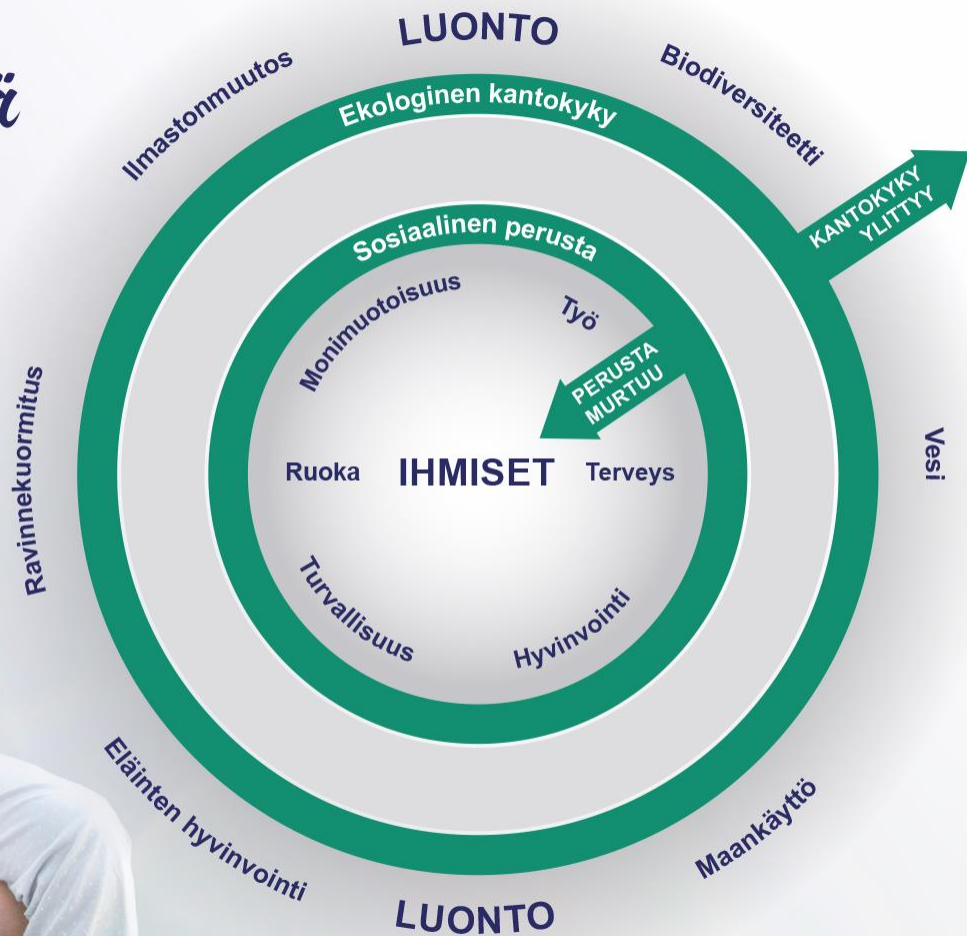 LUONTO
Ilmastonmuutos
Biodiversiteetti
Ekologinen kantokyky
KANTOKYKY
YLITTYY
Sosiaalinen perusta
Monimuotoisuus
Työ
PERUSTA
MURTUU
Ravinnekuormitus
Ruoka
IHMISET
Terveys
Vesi
Turvallisuus
Hyvinvointi
Eläinten hyvinvointi
Maankäyttö
LUONTO